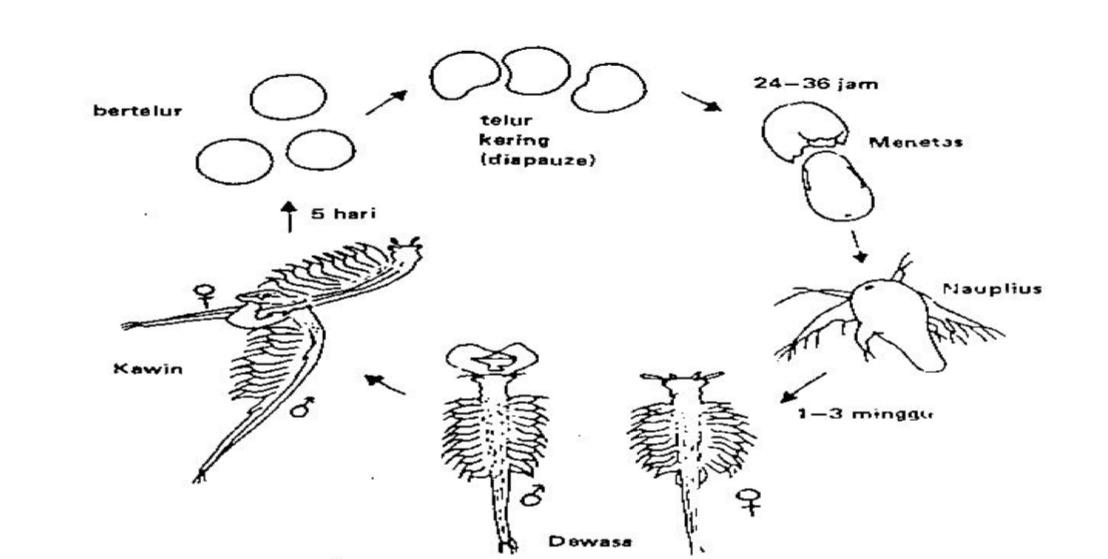 24–36 jam
bertelur
telur
kering
(diapauze)
Menetas
5 hari
♀
Nauplius
Kawin
♂
1–3 minggu
♂
♀
Dewasa